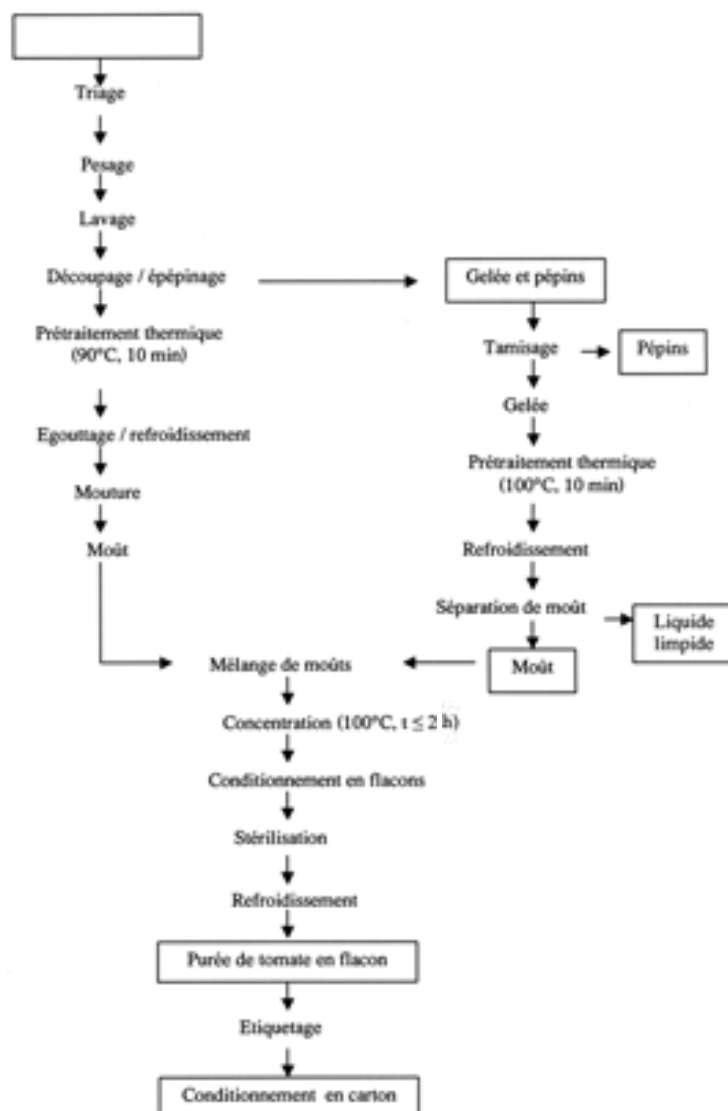 Triage
Pesage
Lavage
Découpage / épépinage
Prétraitement thermique
(90°C, 10 min)
Egouttage / refroidissement
Mouture
Moût
Gelée et pépins
Tamisage
Pépins
Gelée
Prétraitement thermique
(100°C, 10 min)
Refroidissement
Séparation de moût
Liquide
limpide
Moût
Mélange de moûts
Concentration (100°C, t ≤ 2 h)
Conditionnement en flacons
Stérilisation
Refroidissement
Purée de tomate en flacon
Etiquetage
Conditionnement en carton